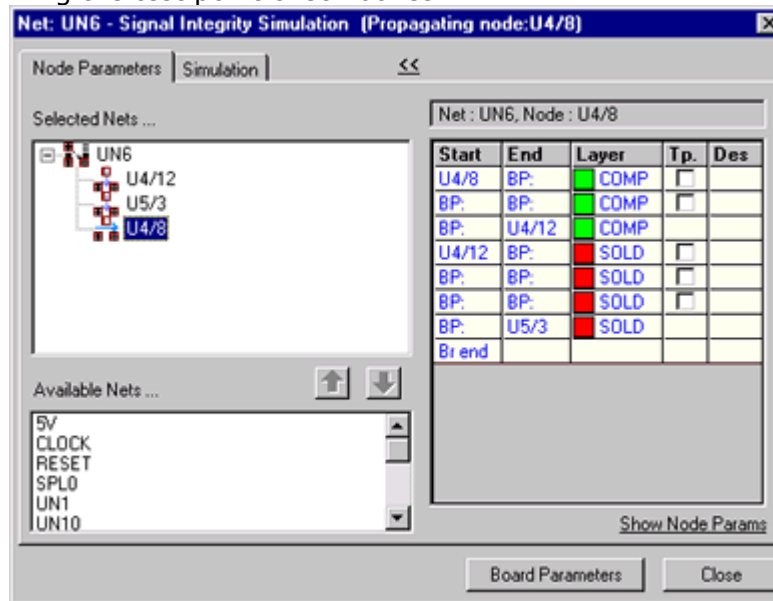 Net: UN6 - Signal Integrity Simulation (Propagating node:U4/8)
Node Parameters Simulation <<
Selected Nets ...
UN6
U4/12
U5/3
U4/8
Available Nets ...
5V
CLOCK
RESET
SPL0
UN1
UN10
Net : UN6, Node : U4/8
Start End Layer Tp. Des
U4/8 BP: COMP
BP: BP: COMP
BP: U4/12 COMP
U4/12 BP: SOLD
BP: BP: SOLD
BP: BP: SOLD
BP: U5/3 SOLD
Br end
Show Node Params
Board Parameters Close